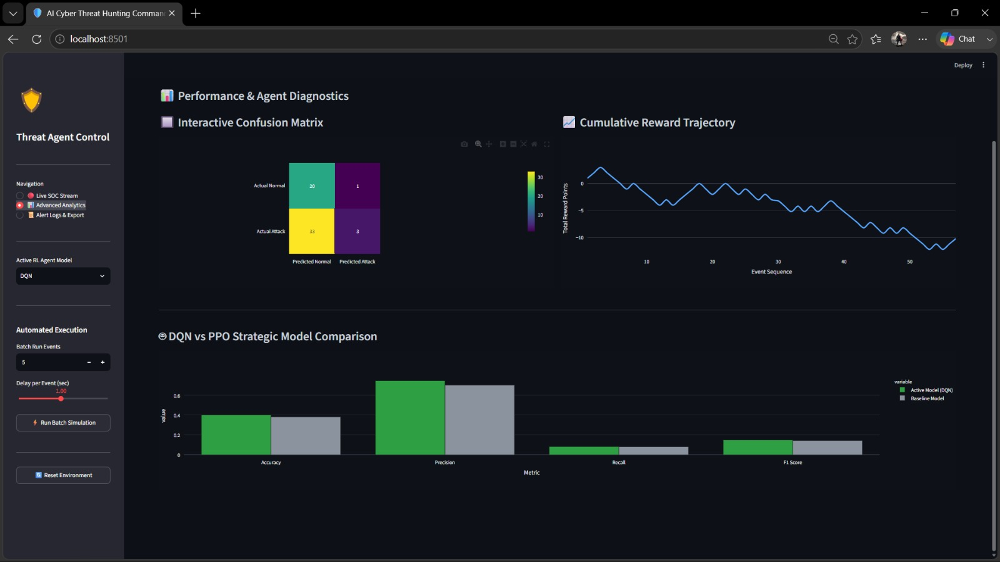 AI Cyber Threat Hunting Comman
localhost:8501
Chat
Deploy
Threat Agent Control
Navigation
Live SOC Stream
Advanced Analytics
Alert Logs & Export
Active RL Agent Model
DQN
Automated Execution
Batch Run Events
5
- +
Delay per Event (sec)
1.00
Run Batch Simulation
Reset Environment
Performance & Agent Diagnostics
Interactive Confusion Matrix
Actual Normal
20
1
Actual Attack
33
3
Predicted Normal
Predicted Attack
30
20
10
Cumulative Reward Trajectory
Total Reward Points
0
−5
−10
10
20
30
40
50
Event Sequence
DQN vs PPO Strategic Model Comparison
value
0.6
0.4
0.2
0
Accuracy
Precision
Recall
F1 Score
Metric
variable
Active Model (DQN)
Baseline Model